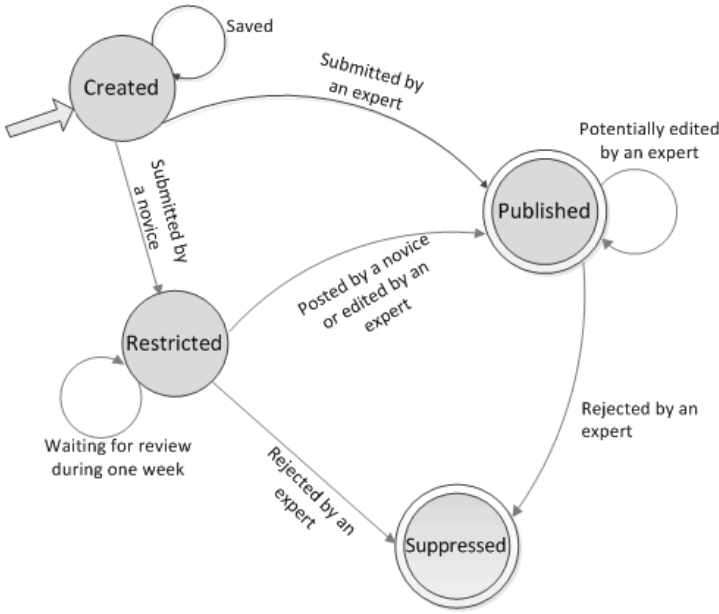 Saved
Created
Submitted by
an expert
Potentially edited
by an expert
Submitted by
a novice
Published
Posted by a novice
or edited by an
expert
Restricted
Waiting for review
during one week
Rejected by an
expert
Rejected by an
expert
Suppressed